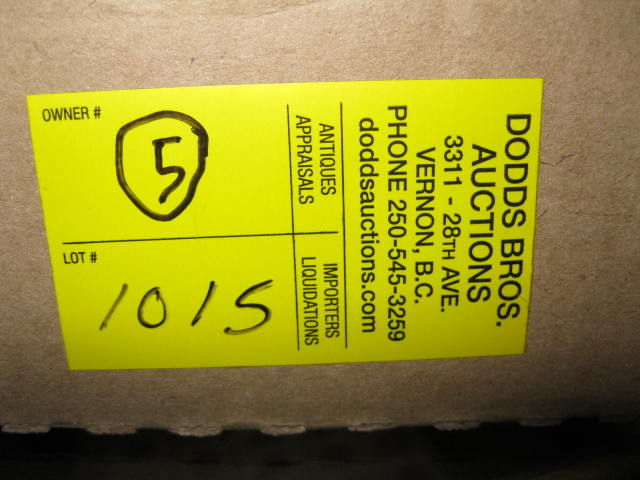 DODDS BROS.
AUCTIONS
3311 - 28TH AVE.
VERNON, B.C.
PHONE 250-545-3259
doddsauctions.com
ANTIQUES
APPRAISALS
IMPORTERS
LIQUIDATIONS
OWNER #
5
LOT #
1015